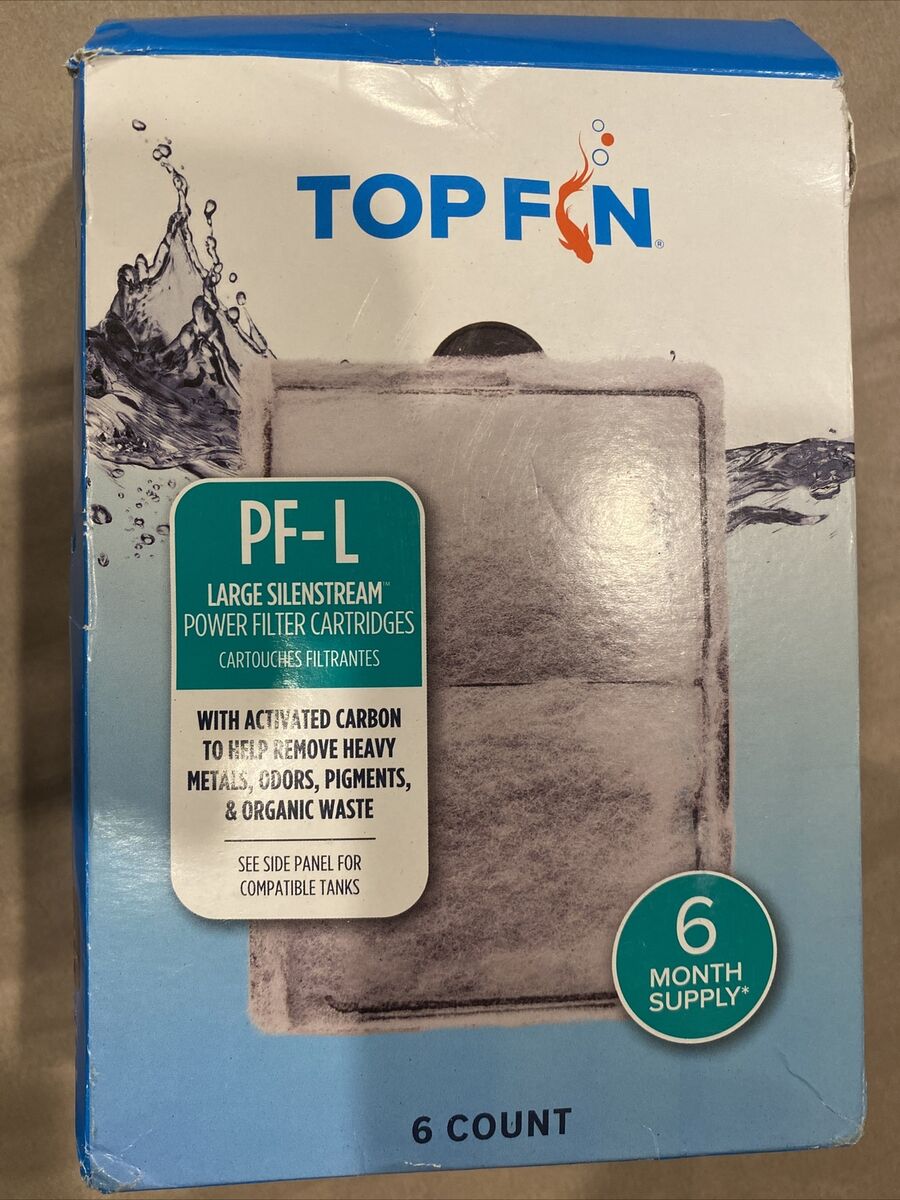 TOP FIN®
PF-L
LARGE SILENSTREAM™
POWER FILTER CARTRIDGES
CARTOUCHES FILTRANTES
WITH ACTIVATED CARBON
TO HELP REMOVE HEAVY
METALS, ODORS, PIGMENTS,
& ORGANIC WASTE
SEE SIDE PANEL FOR
COMPATIBLE TANKS
6
MONTH
SUPPLY*
6 COUNT